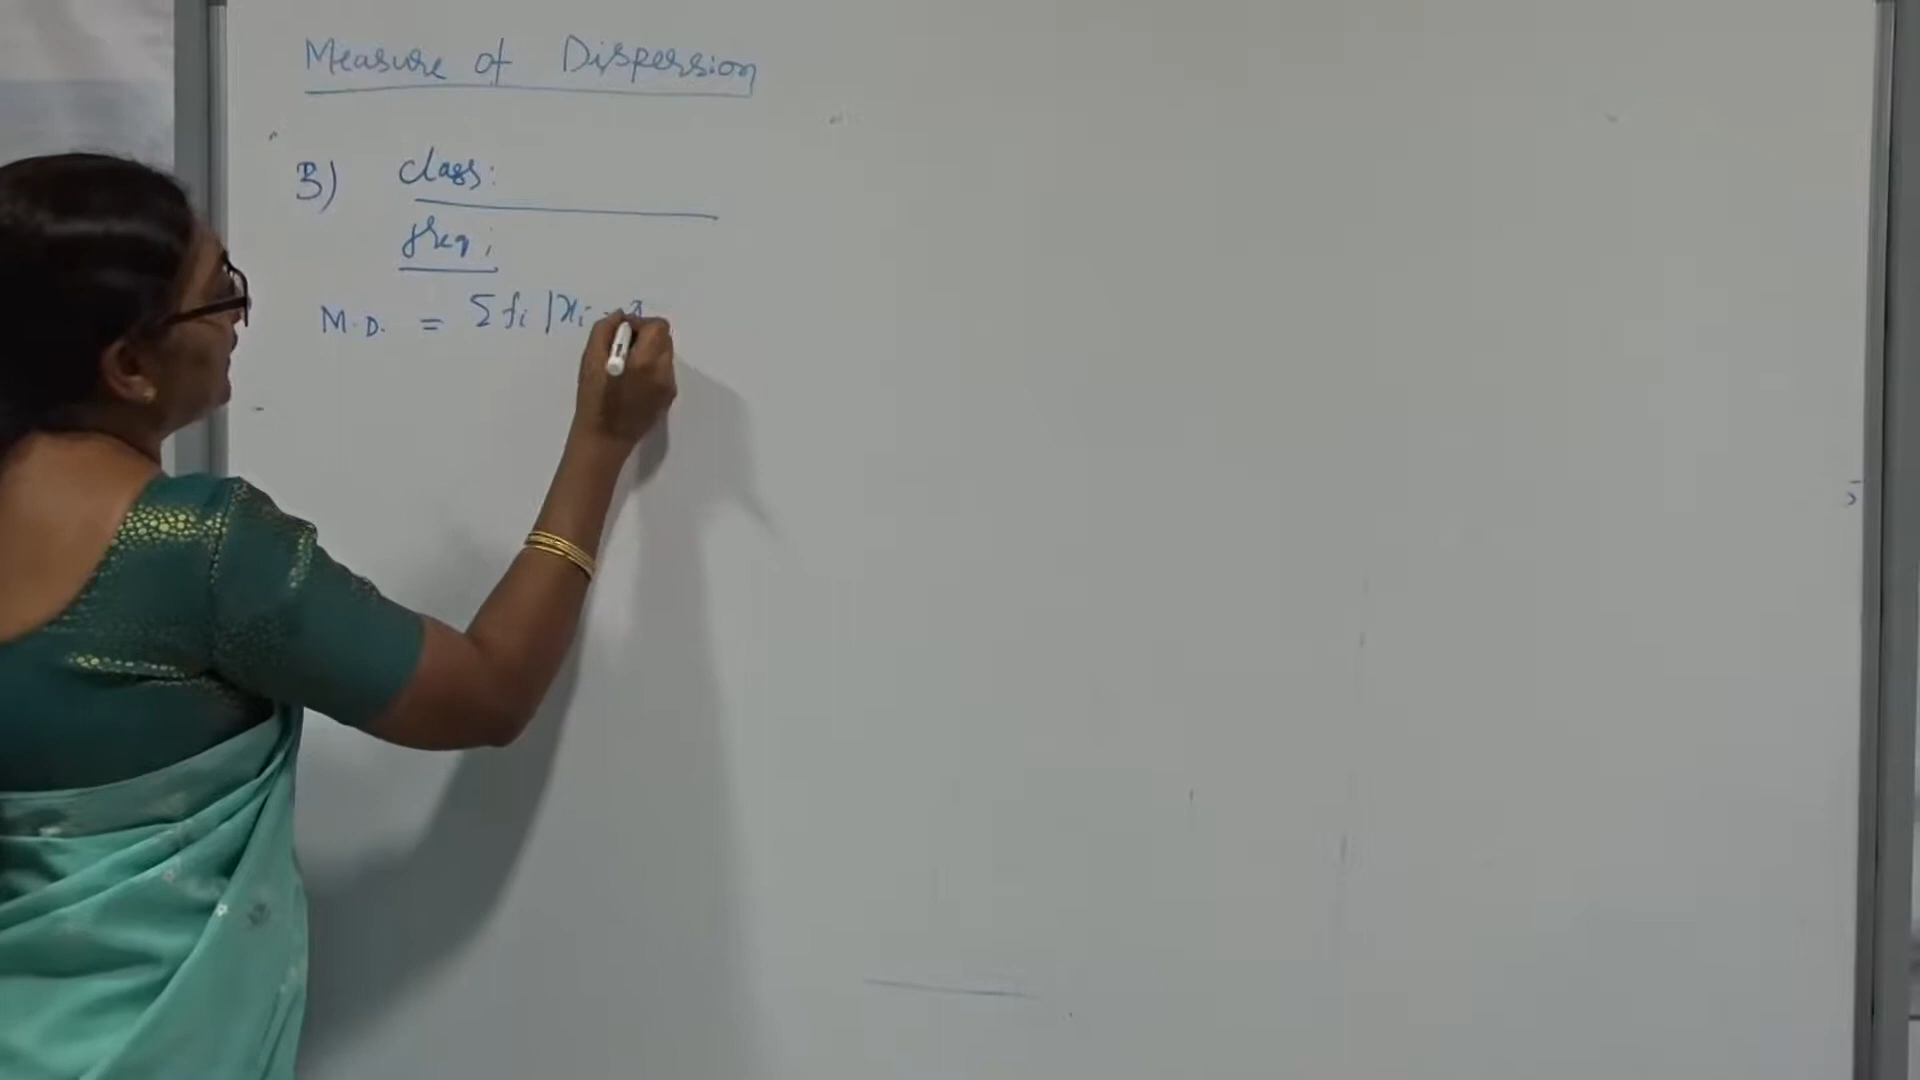 Measure of Dispersion
3) class:
freq:
M.D. = Σ fi |xi -